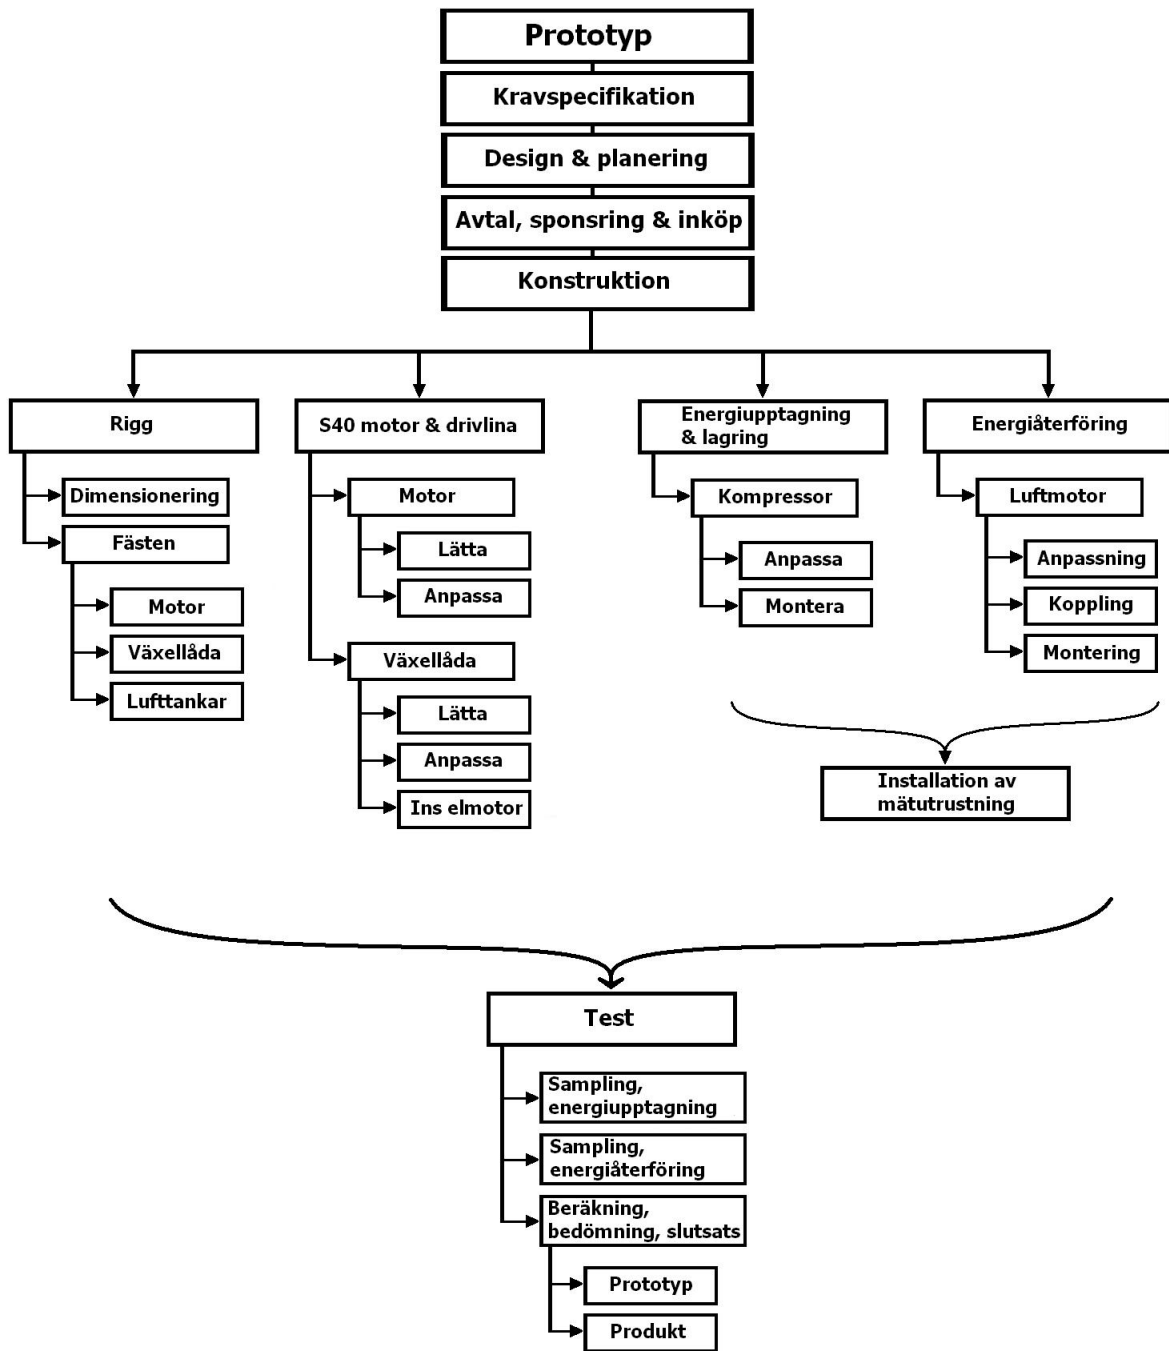 Prototyp
Kravspecifikation
Design & planering
Avtal, sponsring & inköp
Konstruktion
Rigg
Dimensionering
Fästen
Motor
Växellåda
Lufttankar
S40 motor & drivlina
Motor
Lätta
Anpassa
Växellåda
Lätta
Anpassa
Ins elmotor
Energiupptagning
& lagring
Kompressor
Anpassa
Montera
Energiåterföring
Luftmotor
Anpassning
Koppling
Montering
Installation av
mätutrustning
Test
Sampling,
energiupptagning
Sampling,
energiåterföring
Beräkning,
bedömning, slutsats
Prototyp
Produkt